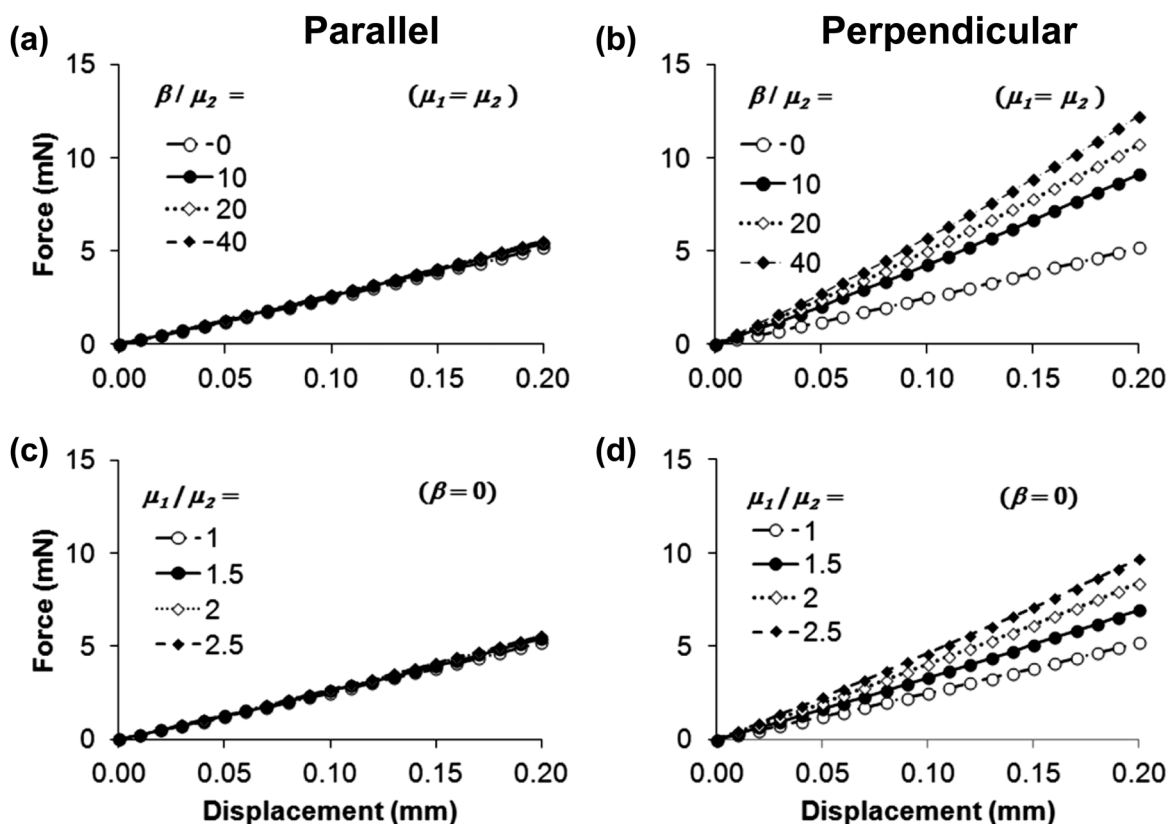 (a) Parallel
15
10
5
0
Force (mN)
β / μ2 = (μ1 = μ2)
-0
10
20
-40
0.00 0.05 0.10 0.15 0.20
(b) Perpendicular
15
10
5
0
β / μ2 = (μ1 = μ2)
-0
10
20
40
0.00 0.05 0.10 0.15 0.20
(c)
15
10
5
0
Force (mN)
μ1 / μ2 = (β = 0)
-1
1.5
2
-2.5
0.00 0.05 0.10 0.15 0.20
Displacement (mm)
(d)
15
10
5
0
μ1 / μ2 = (β = 0)
-1
1.5
2
-2.5
0.00 0.05 0.10 0.15 0.20
Displacement (mm)